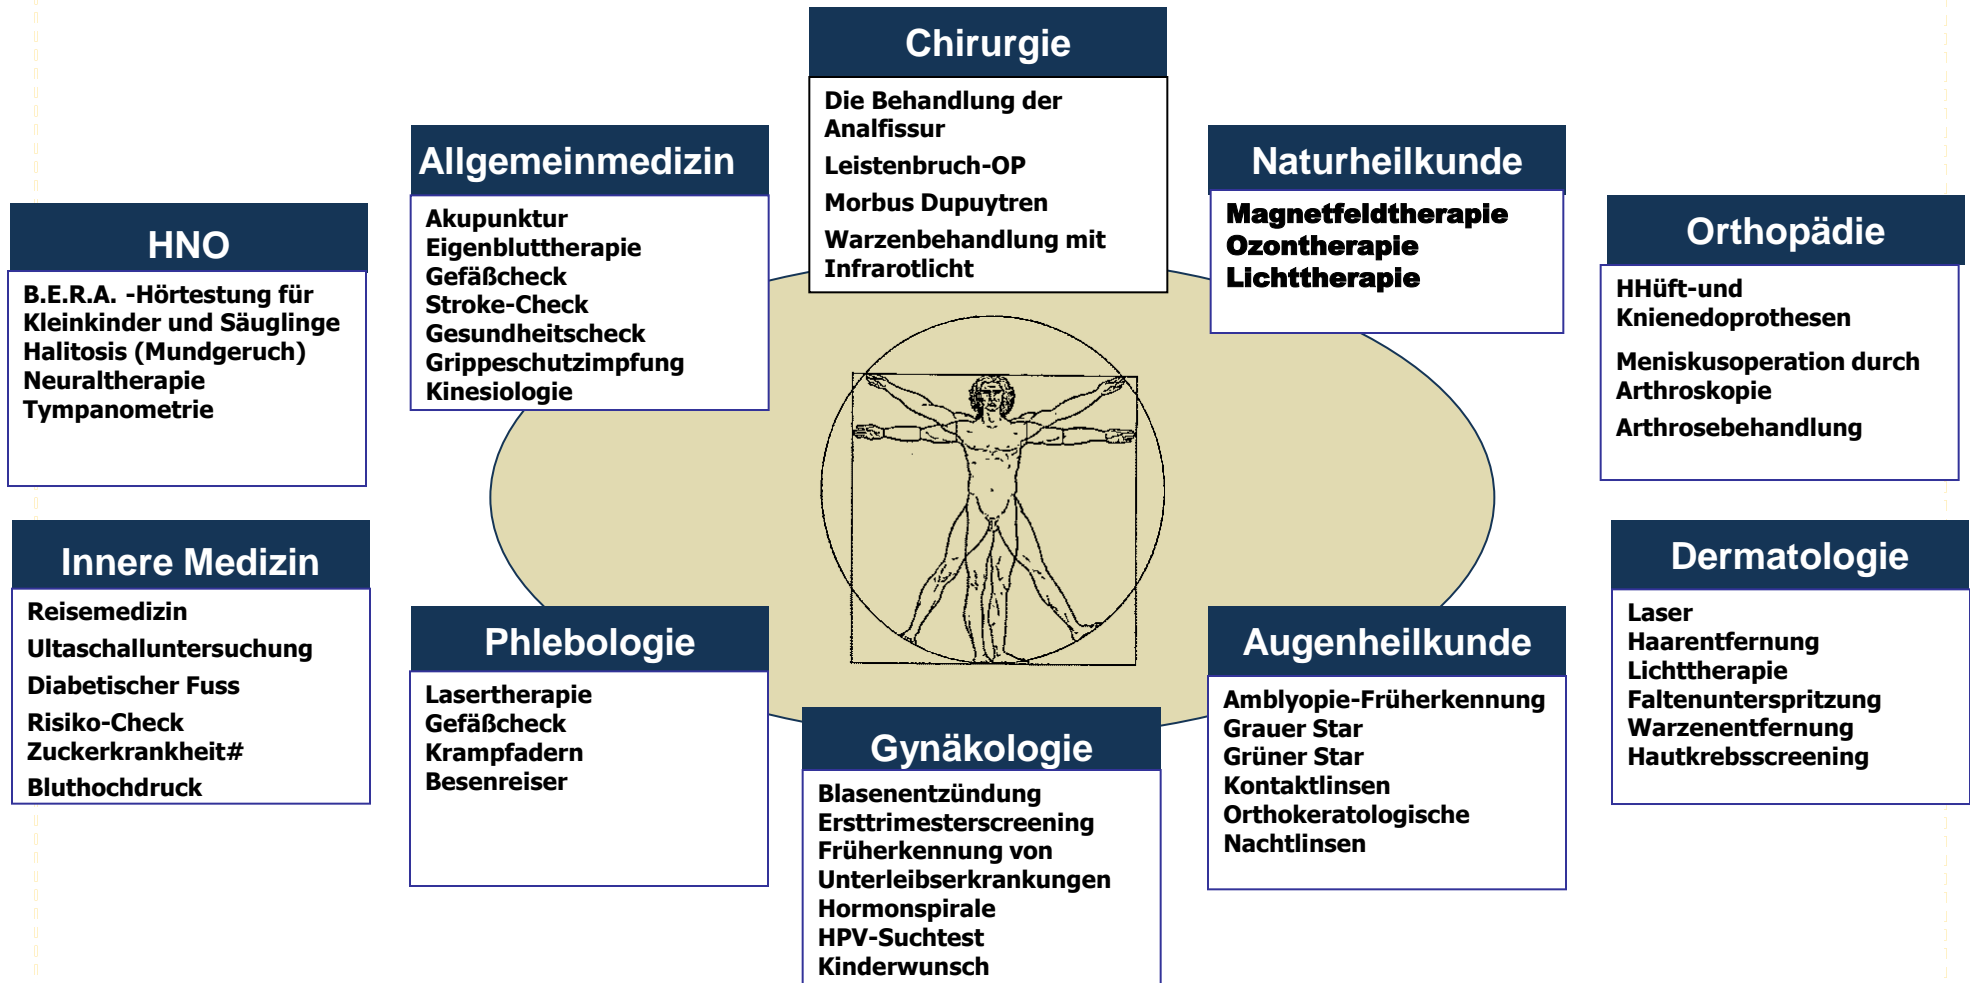 Chirurgie
Die Behandlung der
Analfissur
Leistenbruch-OP
Morbus Dupuytren
Warzenbehandlung mit
Infrarotlicht
Allgemeinmedizin
Akupunktur
Eigenbluttherapie
Gefäßcheck
Stroke-Check
Gesundheitscheck
Grippeschutzimpfung
Kinesiologie
Naturheilkunde
Magnetfeldtherapie
Ozontherapie
Lichttherapie
HNO
B.E.R.A. -Hörtestung für
Kleinkinder und Säuglinge
Halitosis (Mundgeruch)
Neuraltherapie
Tympanometrie
Orthopädie
HHüft-und
Knienedoprothesen
Meniskusoperation durch
Arthroskopie
Arthrosebehandlung
Innere Medizin
Reisemedizin
Ultaschalluntersuchung
Diabetischer Fuss
Risiko-Check
Zuckerkrankheit#
Bluthochdruck
Phlebologie
Lasertherapie
Gefäßcheck
Krampfadern
Besenreiser
Gynäkologie
Blasenentzündung
Ersttrimesterscreening
Früherkennung von
Unterleibserkrankungen
Hormonspirale
HPV-Suchtest
Kinderwunsch
Augenheilkunde
Amblyopie-Früherkennung
Grauer Star
Grüner Star
Kontaktlinsen
Orthokeratologische
Nachtlinsen
Dermatologie
Laser
Haarentfernung
Lichttherapie
Faltenunterspritzung
Warzenentfernung
Hautkrebsscreening